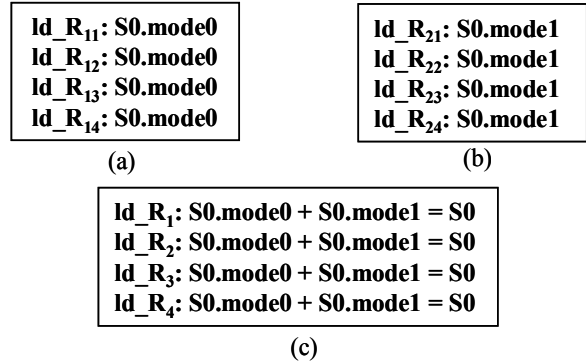 ld_R₁₁: S0.mode0
ld_R₁₂: S0.mode0
ld_R₁₃: S0.mode0
ld_R₁₄: S0.mode0
(a)
ld_R₂₁: S0.mode1
ld_R₂₂: S0.mode1
ld_R₂₃: S0.mode1
ld_R₂₄: S0.mode1
(b)
ld_R₁: S0.mode0 + S0.mode1 = S0
ld_R₂: S0.mode0 + S0.mode1 = S0
ld_R₃: S0.mode0 + S0.mode1 = S0
ld_R₄: S0.mode0 + S0.mode1 = S0
(c)